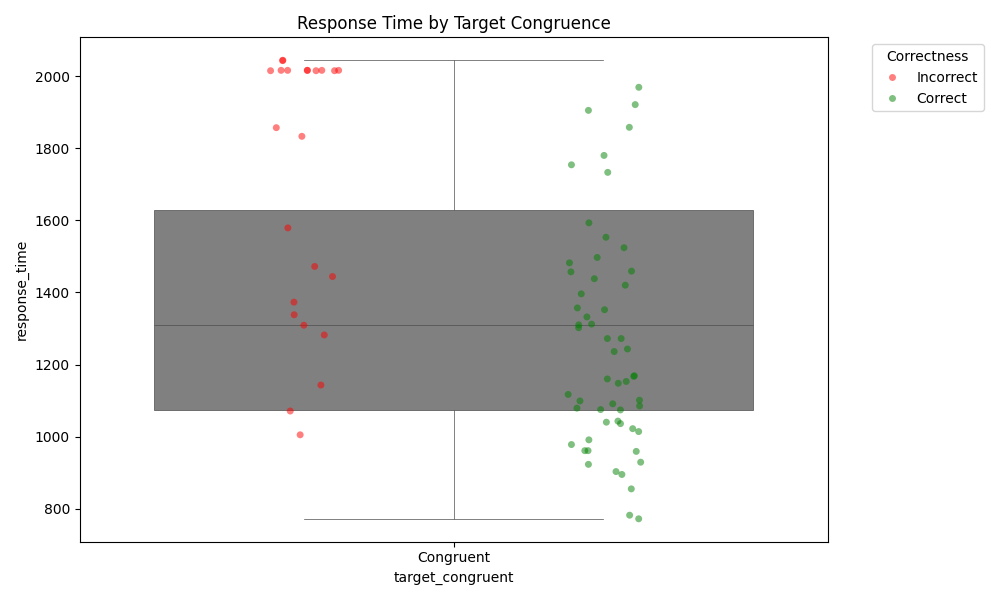 Response Time by Target Congruence
Correctness
Incorrect
Correct
response_time
2000
1800
1600
1400
1200
1000
800
Congruent
target_congruent